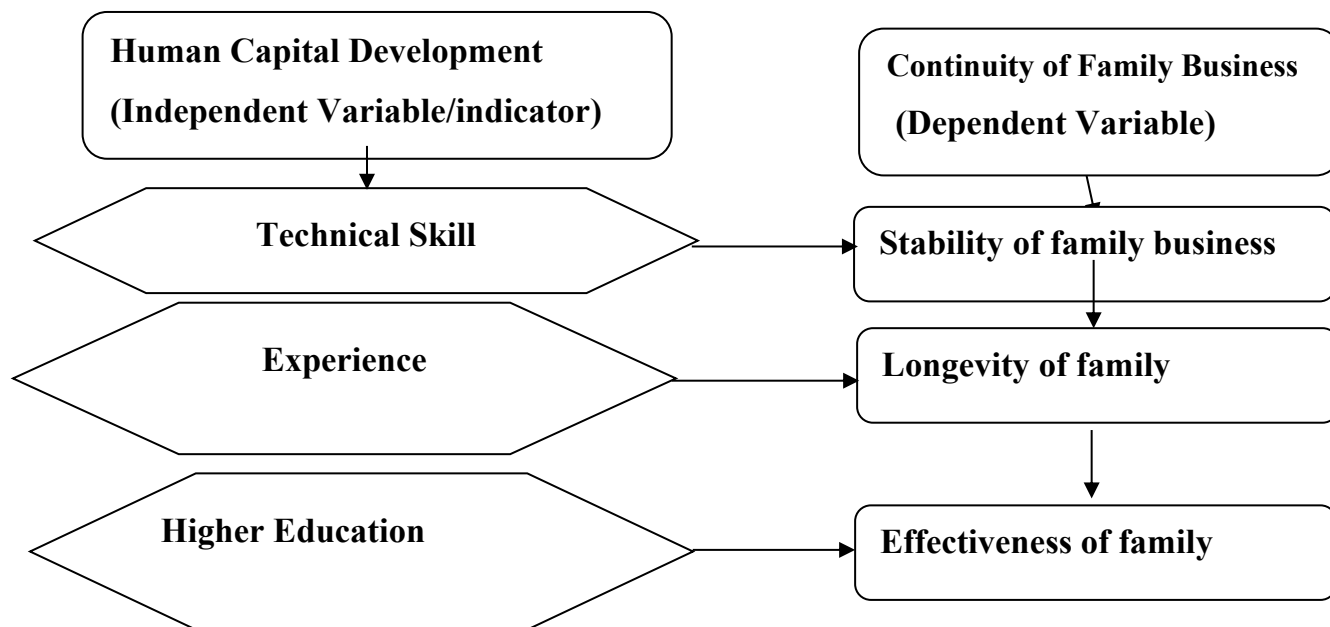 Human Capital Development
(Independent Variable/indicator)
Continuity of Family Business
(Dependent Variable)
Technical Skill
Stability of family business
Experience
Longevity of family
Higher Education
Effectiveness of family